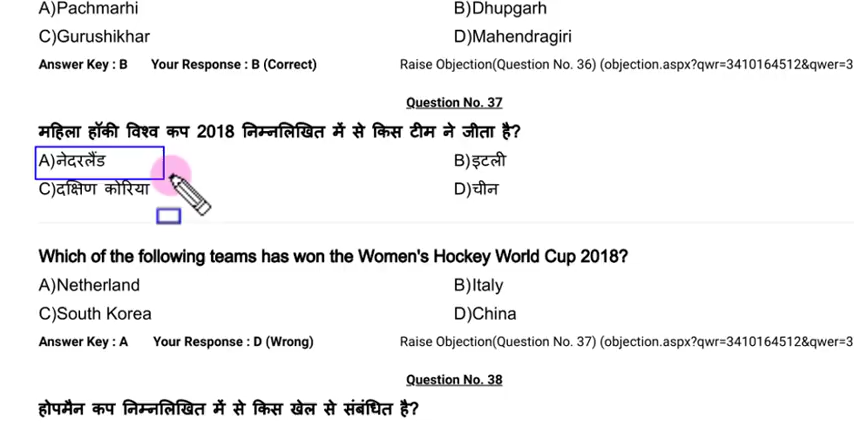 A)Pachmarhi B)Dhupgarh
C)Gurushikhar D)Mahendragiri
Answer Key : B Your Response : B (Correct) Raise Objection(Question No. 36) (objection.aspx?qwr=3410164512&qwer=3
Question No. 37
महिला हॉकी विश्व कप 2018 निम्नलिखित में से किस टीम ने जीता है?
A)नेदरलैंड B)इटली
C)दक्षिण कोरिया D)चीन
Which of the following teams has won the Women's Hockey World Cup 2018?
A)Netherland B)Italy
C)South Korea D)China
Answer Key : A Your Response : D (Wrong) Raise Objection(Question No. 37) (objection.aspx?qwr=3410164512&qwer=3
Question No. 38
होपमैन कप निम्नलिखित में से किस खेल से संबंधित है?